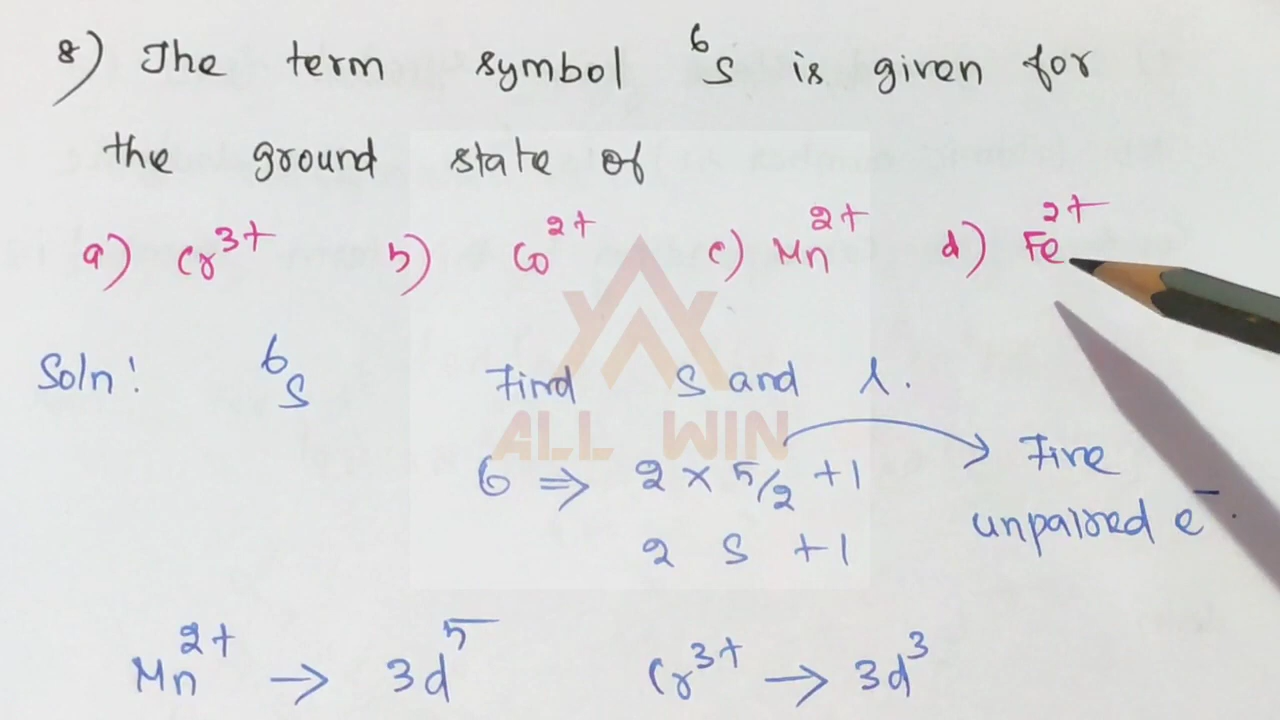 8) The term symbol ⁶S is given for
the ground state of
a) Cr³⁺ b) Co²⁺ c) Mn²⁺ d) Fe²⁺
Soln: ⁶S Find S and l.
6 ⇒ 2 × 5/2 + 1 → Five
2 S + 1 unpaired e⁻.
Mn²⁺ → 3d⁵ Cr³⁺ → 3d³
ALL WIN